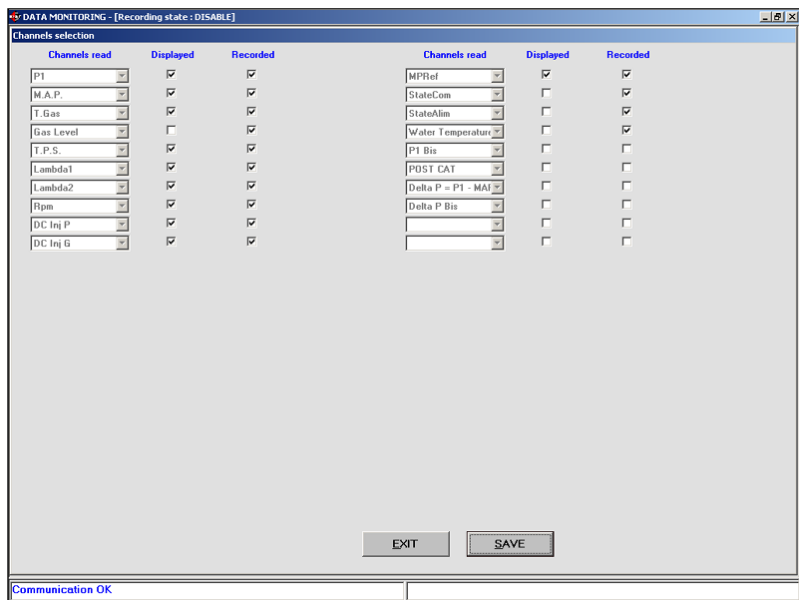 DATA MONITORING - [Recording state : DISABLE]
Channels selection
Channels read Displayed Recorded Channels read Displayed Recorded
P1 MPRef
M.A.P. StateCom
T.Gas StateAlim
Gas Level Water Temperature
T.P.S. P1 Bis
Lambda1 POST CAT
Lambda2 Delta P = P1 - MAI
Rpm Delta P Bis
DC Inj P
DC Inj G
EXIT SAVE
Communication OK